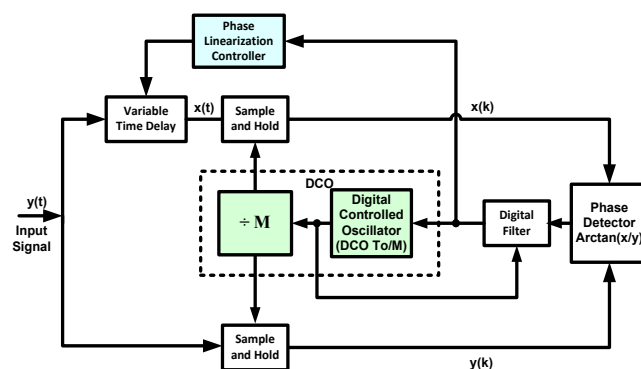 Phase
Linearization
Controller
Variable
Time Delay
x(t)
Sample
and Hold
x(k)
DCO
y(t)
Input
Signal
÷ M
Digital
Controlled
Oscillator
(DCO To/M)
Digital
Filter
Phase
Detector
Arctan(x/y)
Sample
and Hold
y(k)